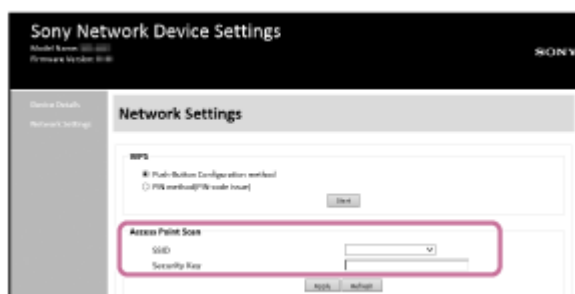 Sony Network Device Settings
Model Name:
Firmware Version:
SONY
Device Details
Network Settings
Network Settings
WPS
Push-Button Configuration method
PIN method(PIN code issue)
Start
Access Point Scan
SSID
Security Key
Apply Refresh